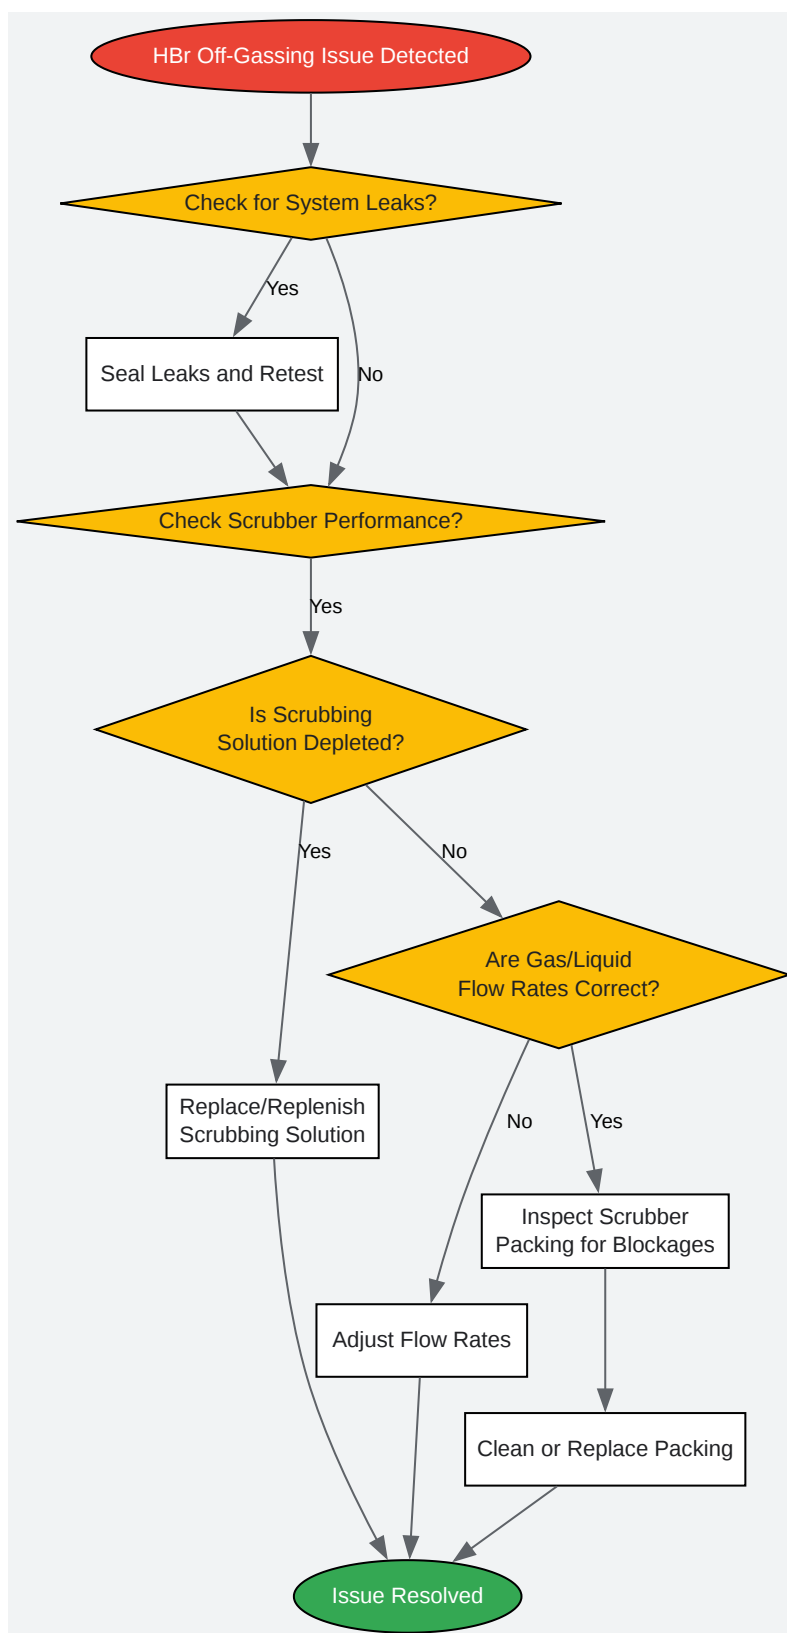 HBr Off-Gassing Issue Detected
Check for System Leaks?
Yes
Seal Leaks and Retest
No
Check Scrubber Performance?
Yes
Is Scrubbing
Solution Depleted?
Yes
No
Are Gas/Liquid
Flow Rates Correct?
Replace/Replenish
Scrubbing Solution
No
Yes
Inspect Scrubber
Packing for Blockages
Adjust Flow Rates
Clean or Replace Packing
Issue Resolved